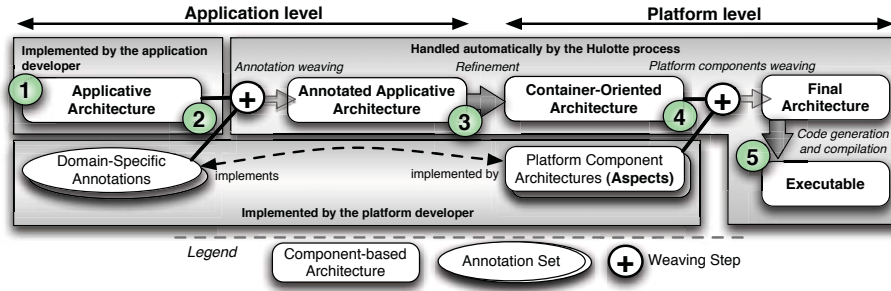 Application level
Platform level
Implemented by the application
developer
Handled automatically by the Hulotte process
Annotation weaving
Refinement
Platform components weaving
1
Applicative
Architecture
2
+
Annotated Applicative
Architecture
3
Container-Oriented
Architecture
4
+
Final
Architecture
Code generation
and compilation
5
Executable
Domain-Specific
Annotations
implements
implemented by
Platform Component
Architectures (Aspects)
Implemented by the platform developer
Legend
Component-based
Architecture
Annotation Set
+
Weaving Step